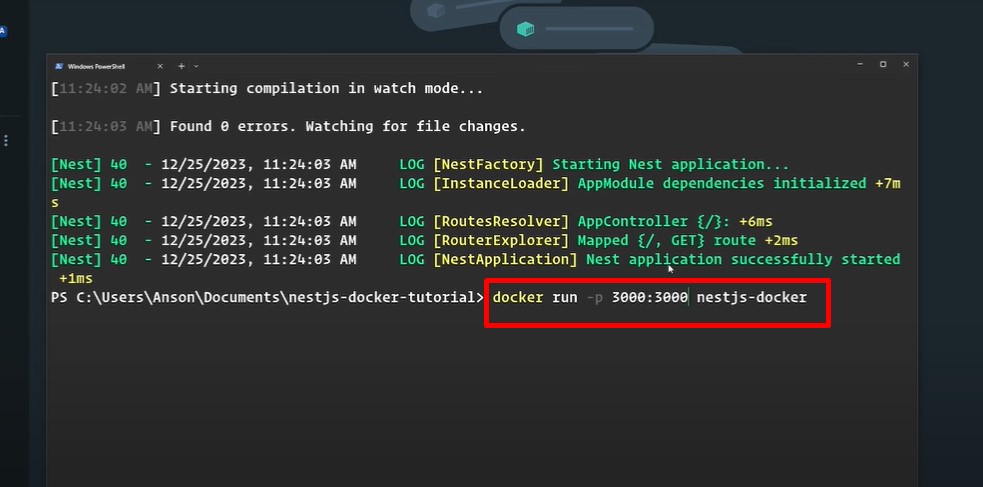 A
Windows PowerShell
[11:24:02 AM] Starting compilation in watch mode...
[11:24:03 AM] Found 0 errors. Watching for file changes.
[Nest] 40  - 12/25/2023, 11:24:03 AM     LOG [NestFactory] Starting Nest application...
[Nest] 40  - 12/25/2023, 11:24:03 AM     LOG [InstanceLoader] AppModule dependencies initialized +7m
s
[Nest] 40  - 12/25/2023, 11:24:03 AM     LOG [RoutesResolver] AppController {/}: +6ms
[Nest] 40  - 12/25/2023, 11:24:03 AM     LOG [RouterExplorer] Mapped {/, GET} route +2ms
[Nest] 40  - 12/25/2023, 11:24:03 AM     LOG [NestApplication] Nest application successfully started
+1ms
PS C:\Users\Anson\Documents\nestjs-docker-tutorial> docker run -p 3000:3000 nestjs-docker